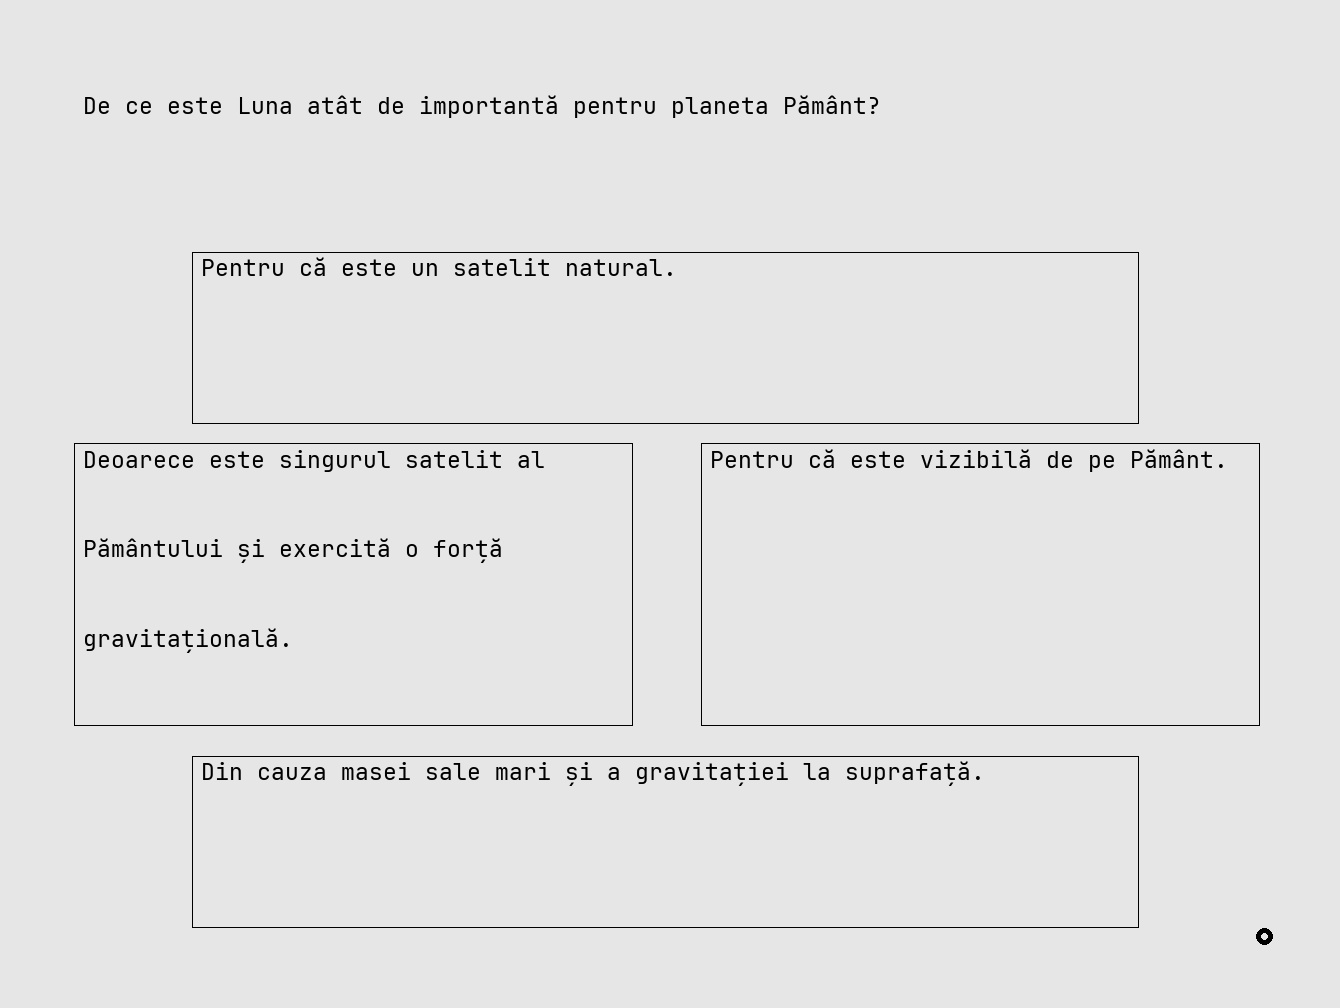 De ce este Luna atât de importantă pentru planeta Pământ?
Pentru că este un satelit natural.
Deoarece este singurul satelit al
Pământului și exercită o forță
gravitațională.
Pentru că este vizibilă de pe Pământ.
Din cauza masei sale mari și a gravitației la suprafață.